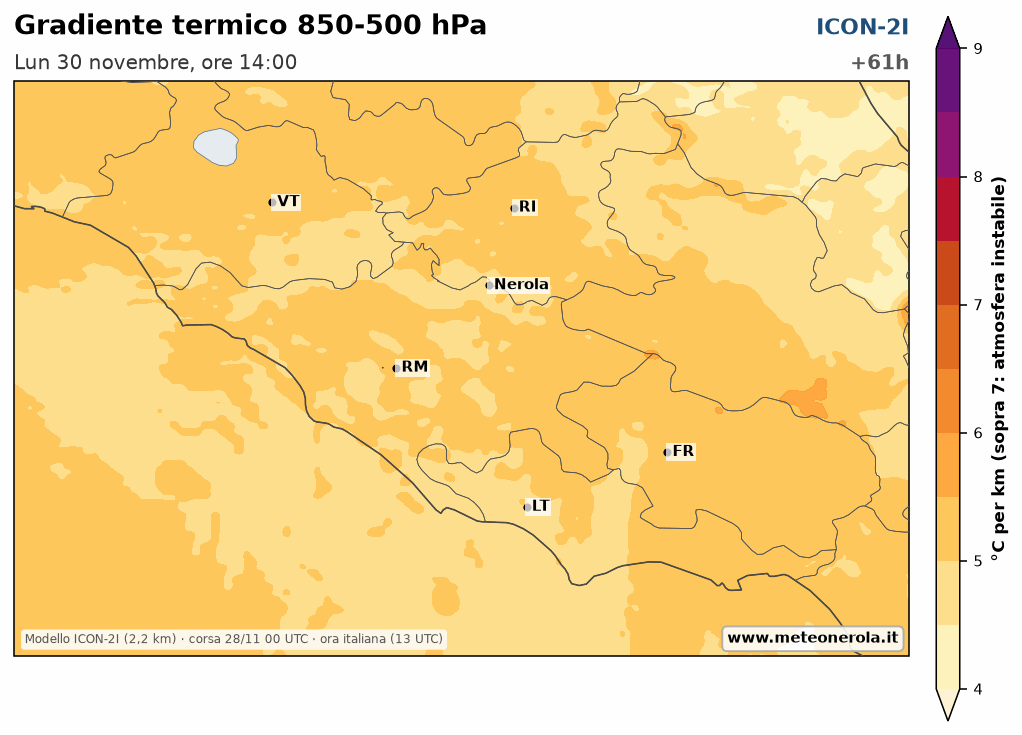 Gradiente termico 850-500 hPa
ICON-2I
Lun 30 novembre, ore 14:00
+61h
VT
RI
Nerola
RM
FR
LT
Modello ICON-2I (2,2 km) · corsa 28/11 00 UTC · ora italiana (13 UTC)
www.meteonerola.it
9
8
7
6
5
4
°C per km (sopra 7: atmosfera instabile)